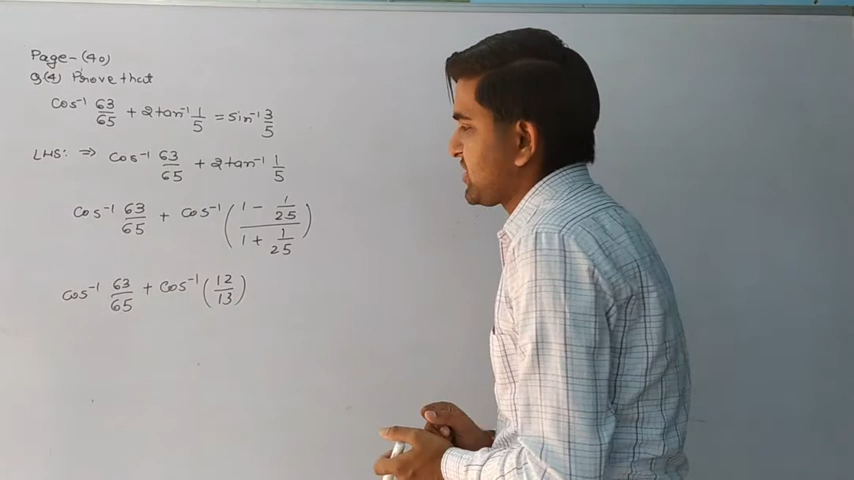 Page-(40)
Q(4) Prove that
cos⁻¹ 63/65 + 2tan⁻¹ 1/5 = sin⁻¹ 3/5
LHS: ⇒ cos⁻¹ 63/65 + 2tan⁻¹ 1/5
cos⁻¹ 63/65 + cos⁻¹ ((1 - 1/25)/(1 + 1/25))
cos⁻¹ 63/65 + cos⁻¹ (12/13)